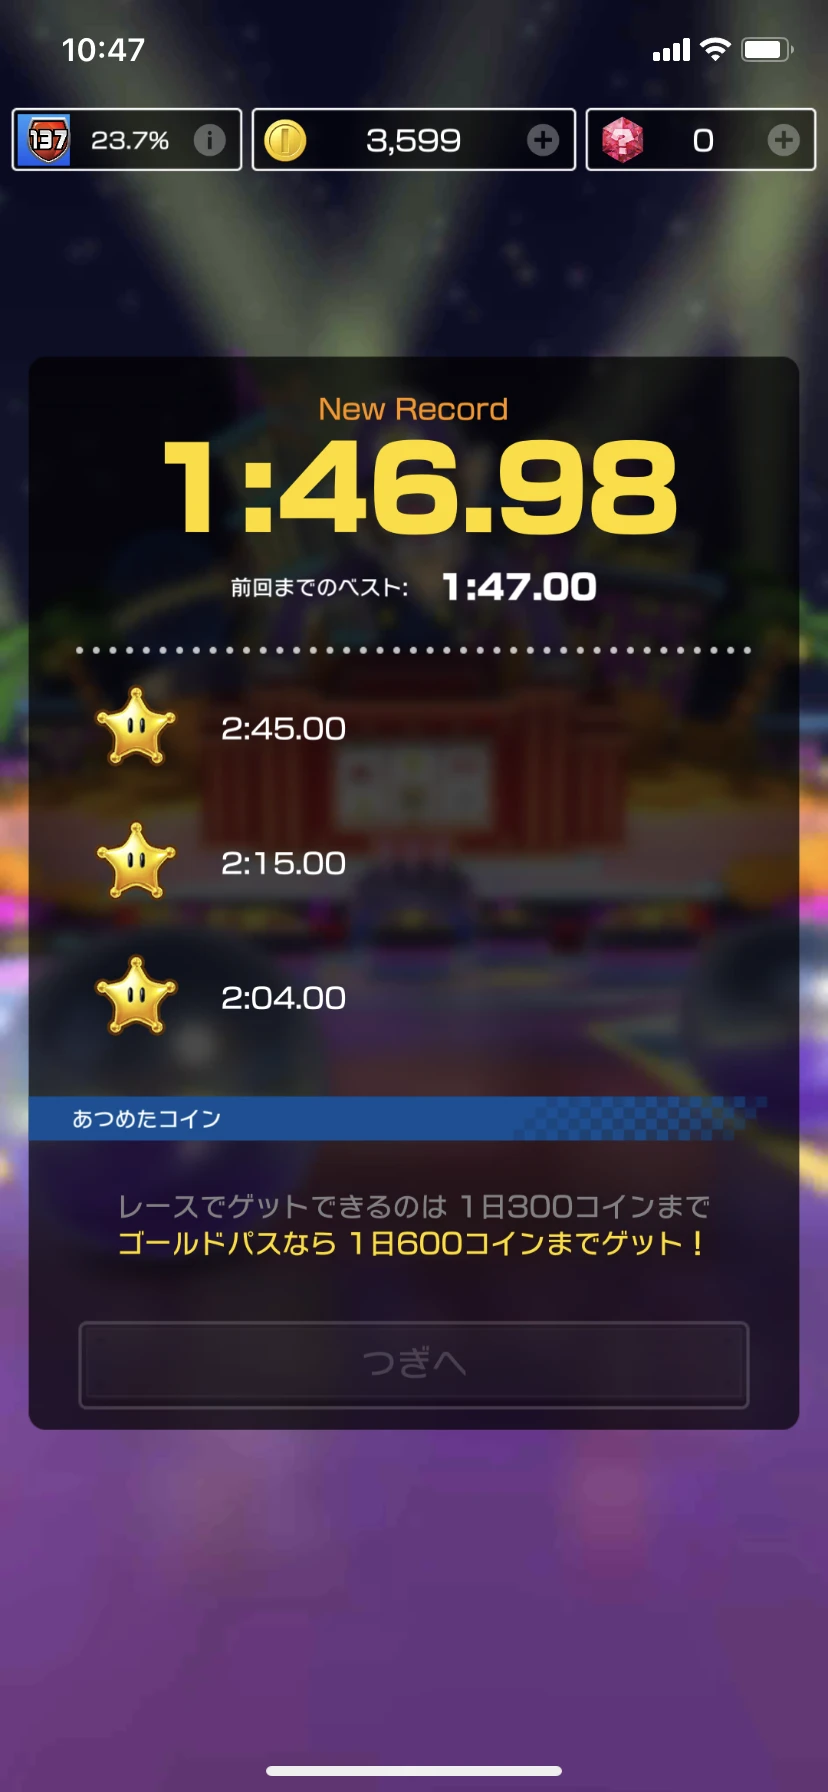 10:47
137 23.7% i 3,599 + ? 0 +
New Record
1:46.98
前回までのベスト: 1:47.00
2:45.00
2:15.00
2:04.00
あつめたコイン
レースでゲットできるのは 1日300コインまで
ゴールドパスなら 1日600コインまでゲット！
つぎへ